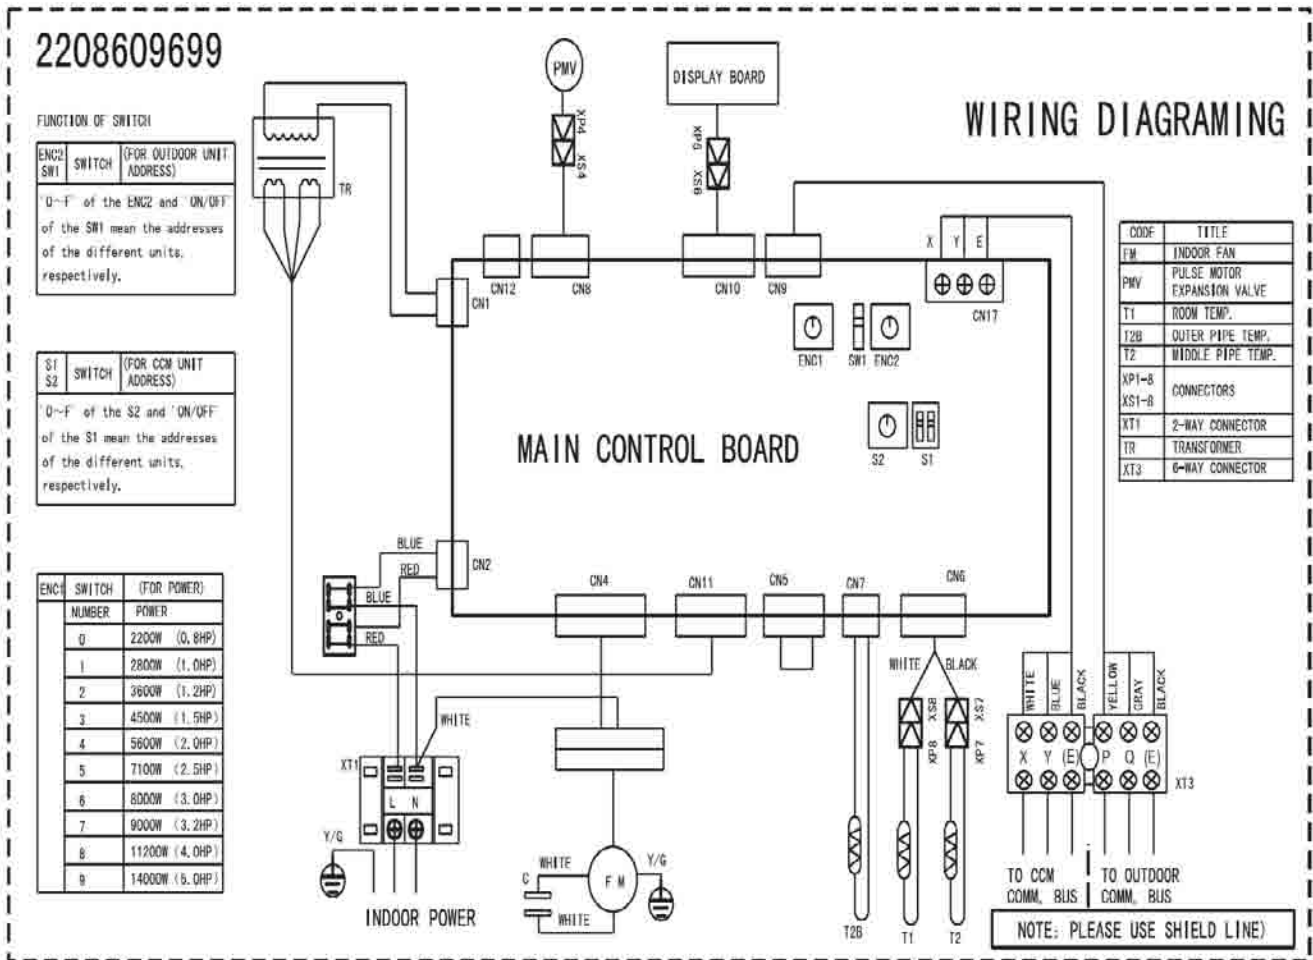 2208609699
WIRING DIAGRAMING
FUNCTION OF SWITCH
ENC2 SW1 SWITCH (FOR OUTDOOR UNIT ADDRESS)
"0~F" of the ENC2 and "ON/OFF"
of the SW1 mean the addresses
of the different units,
respectively.
S1 S2 SWITCH (FOR CCM UNIT ADDRESS)
"0~F" of the S2 and "ON/OFF"
of the S1 mean the addresses
of the different units,
respectively.
ENC1 SWITCH (FOR POWER)
NUMBER POWER
0 2200W (0.8HP)
1 2800W (1.0HP)
2 3600W (1.2HP)
3 4500W (1.5HP)
4 5600W (2.0HP)
5 7100W (2.5HP)
6 8000W (3.0HP)
7 9000W (3.2HP)
8 11200W (4.0HP)
9 14000W (5.0HP)
TR
PMV
XP4
XS4
DISPLAY BOARD
XP6
XS6
CN12
CN8
CN10
CN9
X Y E
CN17
CN1
ENC1
SW1
ENC2
S2
S1
MAIN CONTROL BOARD
CODE TITLE
FM INDOOR FAN
PMV PULSE MOTOR
EXPANSION VALVE
T1 ROOM TEMP.
T2B OUTER PIPE TEMP.
T2 MIDDLE PIPE TEMP.
XP1-8
XS1-8 CONNECTORS
XT1 2-WAY CONNECTOR
TR TRANSFORMER
XT3 6-WAY CONNECTOR
BLUE
RED
CN2
BLUE
RED
CN4
CN11
CN5
CN7
CN6
WHITE
BLACK
XS8
XP8
XS7
XP7
WHITE
XT1
L N
Y/G
INDOOR POWER
C
WHITE
WHITE
FM
Y/G
T2B
T1
T2
WHITE
BLUE
BLACK
YELLOW
GRAY
BLACK
X Y (E) P Q (E)
XT3
TO CCM
COMM. BUS
TO OUTDOOR
COMM. BUS
NOTE: PLEASE USE SHIELD LINE)